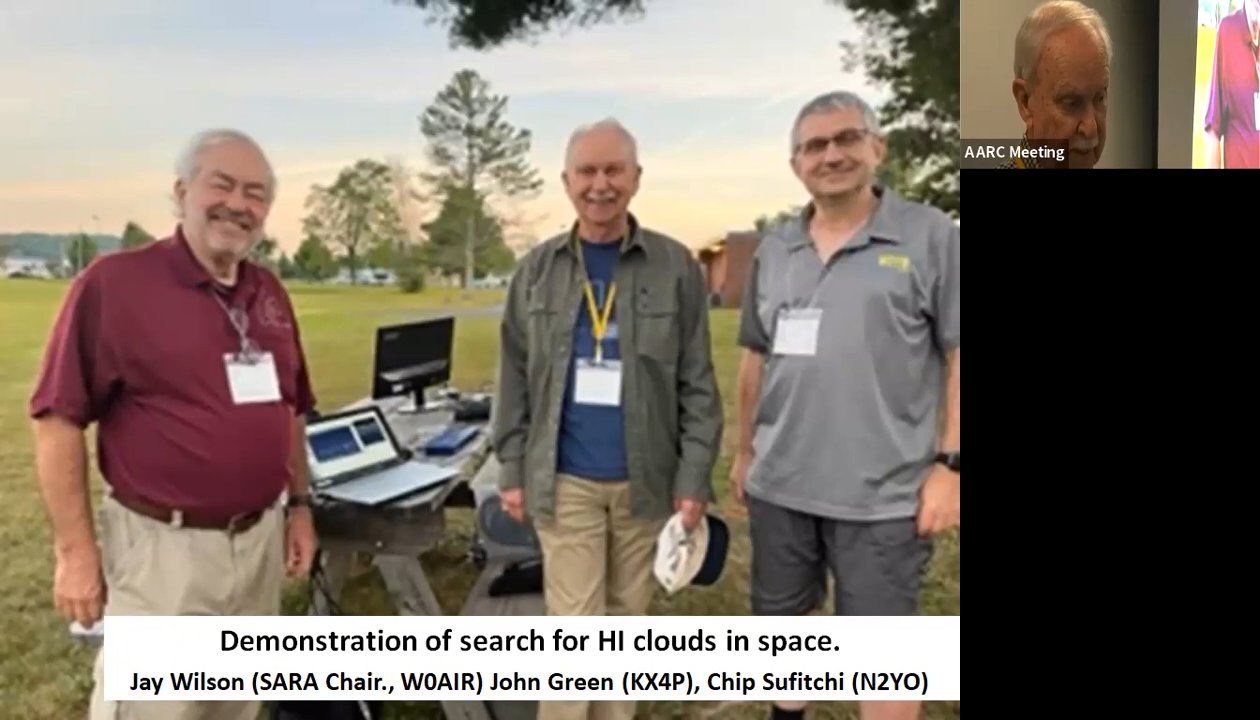 AARC Meeting
Demonstration of search for HI clouds in space.
Jay Wilson (SARA Chair., W0AIR) John Green (KX4P), Chip Sufitchi (N2YO)